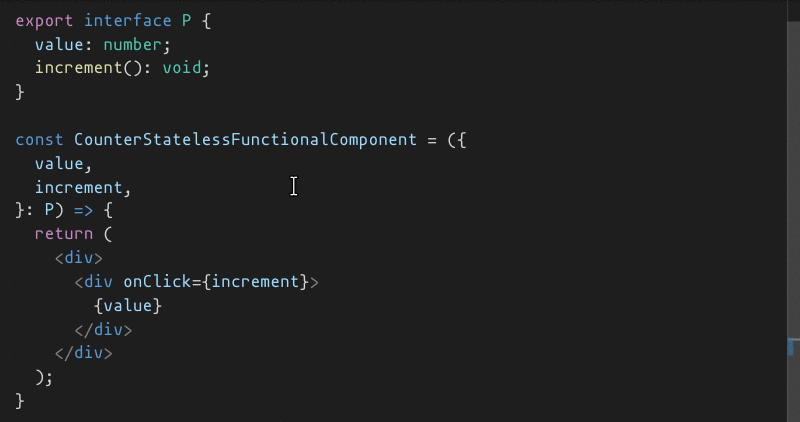 export interface P {
  value: number;
  increment(): void;
}

const CounterStatelessFunctionalComponent = ({
  value,
  increment,
}: P) => {
  return (
    <div>
      <div onClick={increment}>
        {value}
      </div>
    </div>
  );
}